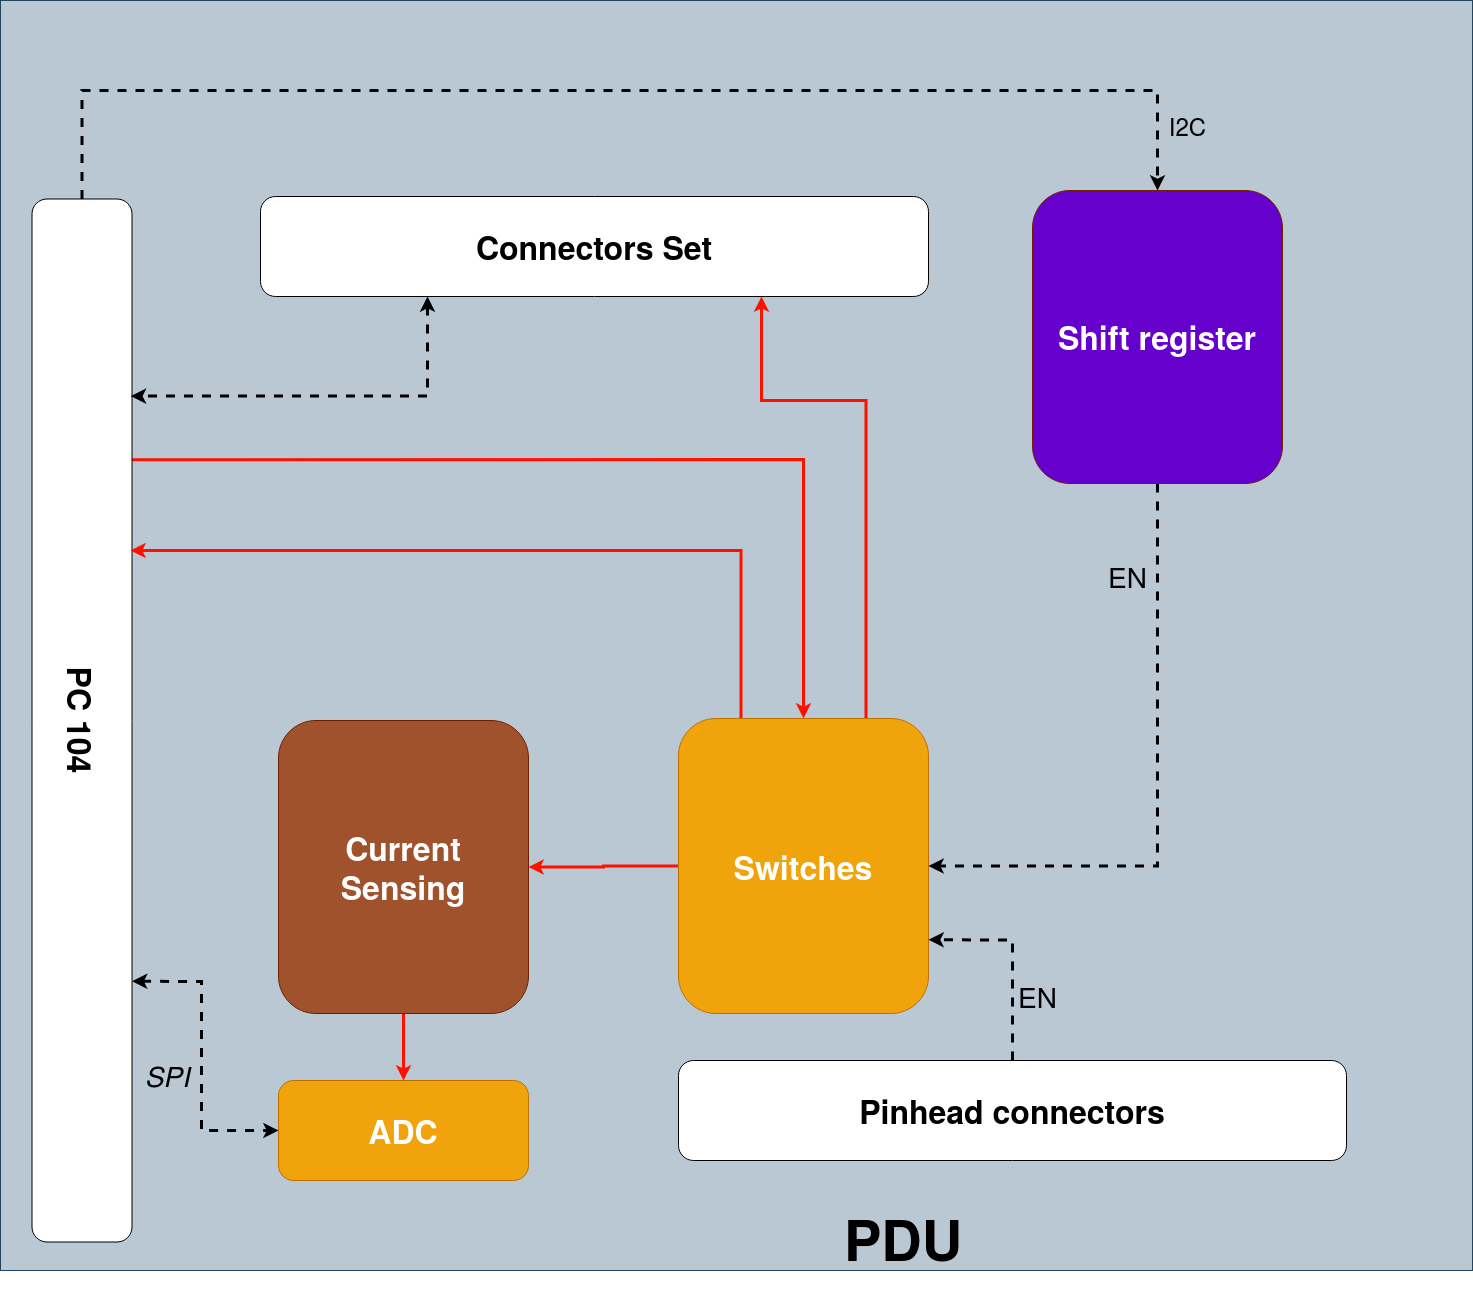 I2C
Connectors Set
Shift register
EN
PC 104
Current
Sensing
Switches
EN
SPI
ADC
Pinhead connectors
PDU